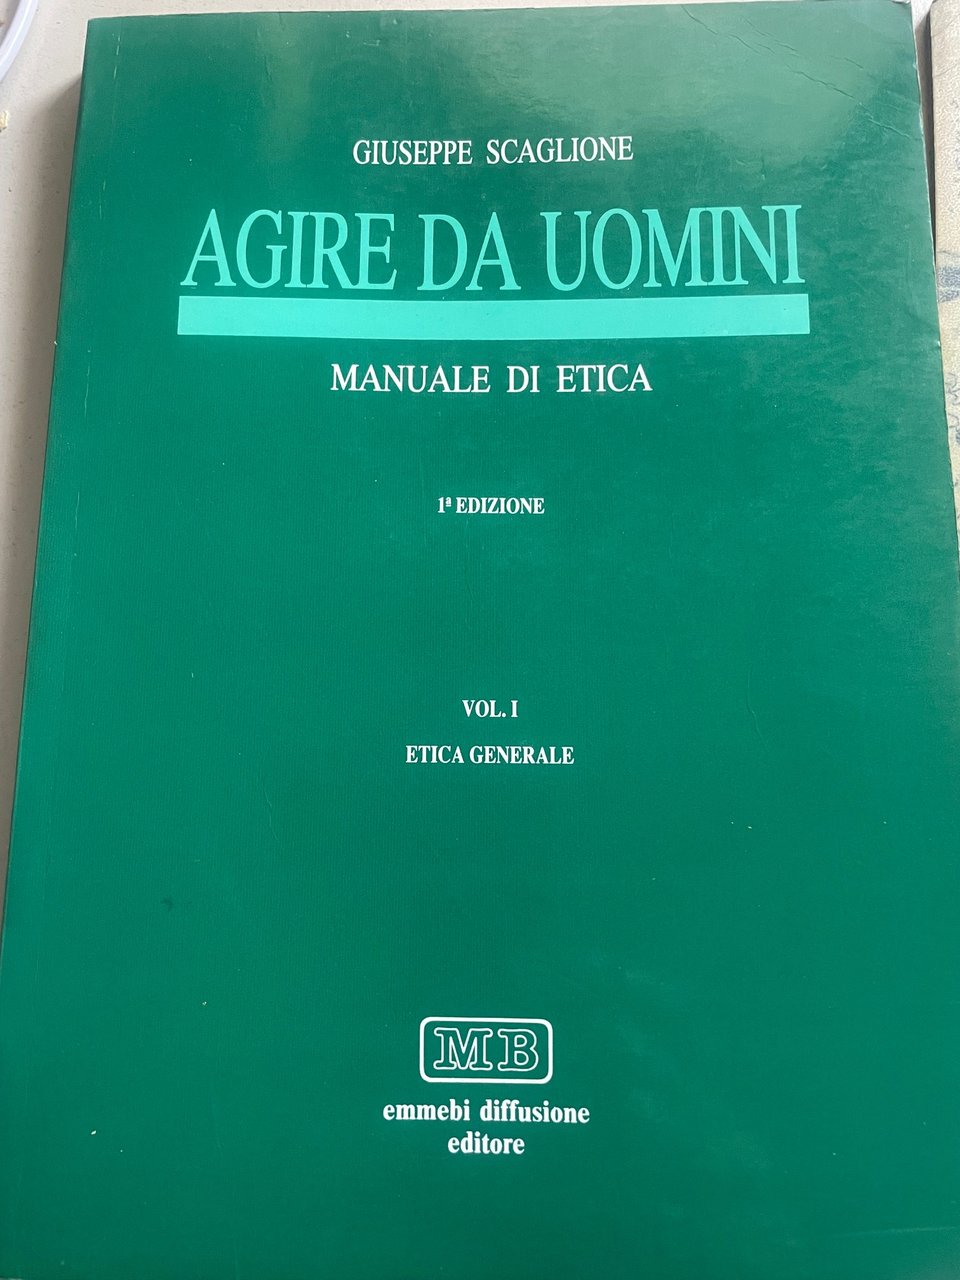 GIUSEPPE SCAGLIONE
AGIRE DA UOMINI
MANUALE DI ETICA
1ª EDIZIONE
VOL. I
ETICA GENERALE
MB
emmebi diffusione
editore